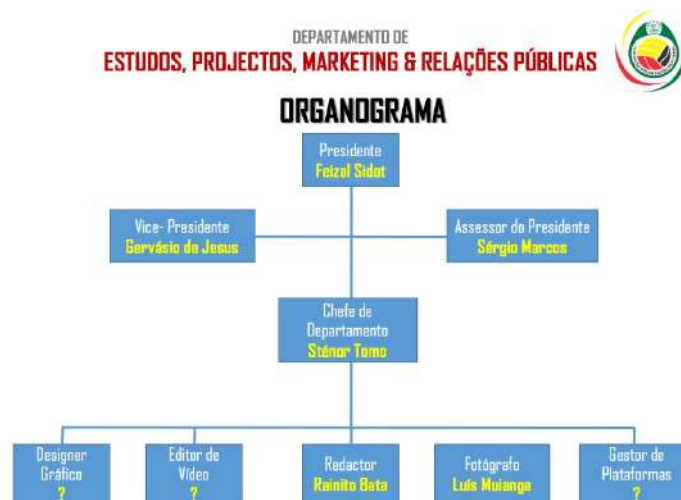 DEPARTAMENTO DE
ESTUDOS, PROJECTOS, MARKETING & RELAÇÕES PÚBLICAS
ORGANOGRAMA
Presidente
Feizal Sidat
Vice- Presidente
Gervásio de Jesus
Assessor do Presidente
Sérgio Marcos
Chefe de
Departamento
Sténor Tomo
Designer
Gráfico
?
Editor de
Vídeo
?
Redactor
Rainito Bata
Fotógrafo
Luís Muianga
Gestor de
Plataformas
?